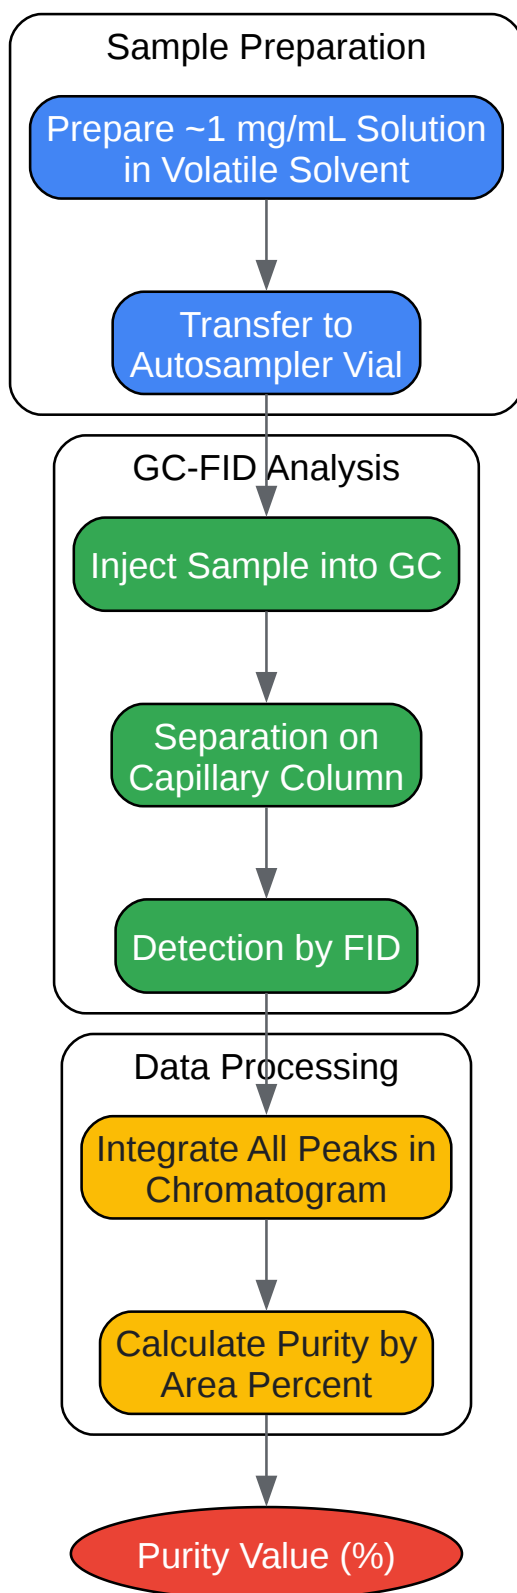 Sample Preparation
Prepare ~1 mg/mL Solution
in Volatile Solvent
Transfer to
Autosampler Vial
GC-FID Analysis
Inject Sample into GC
Separation on
Capillary Column
Detection by FID
Data Processing
Integrate All Peaks in
Chromatogram
Calculate Purity by
Area Percent
Purity Value (%)